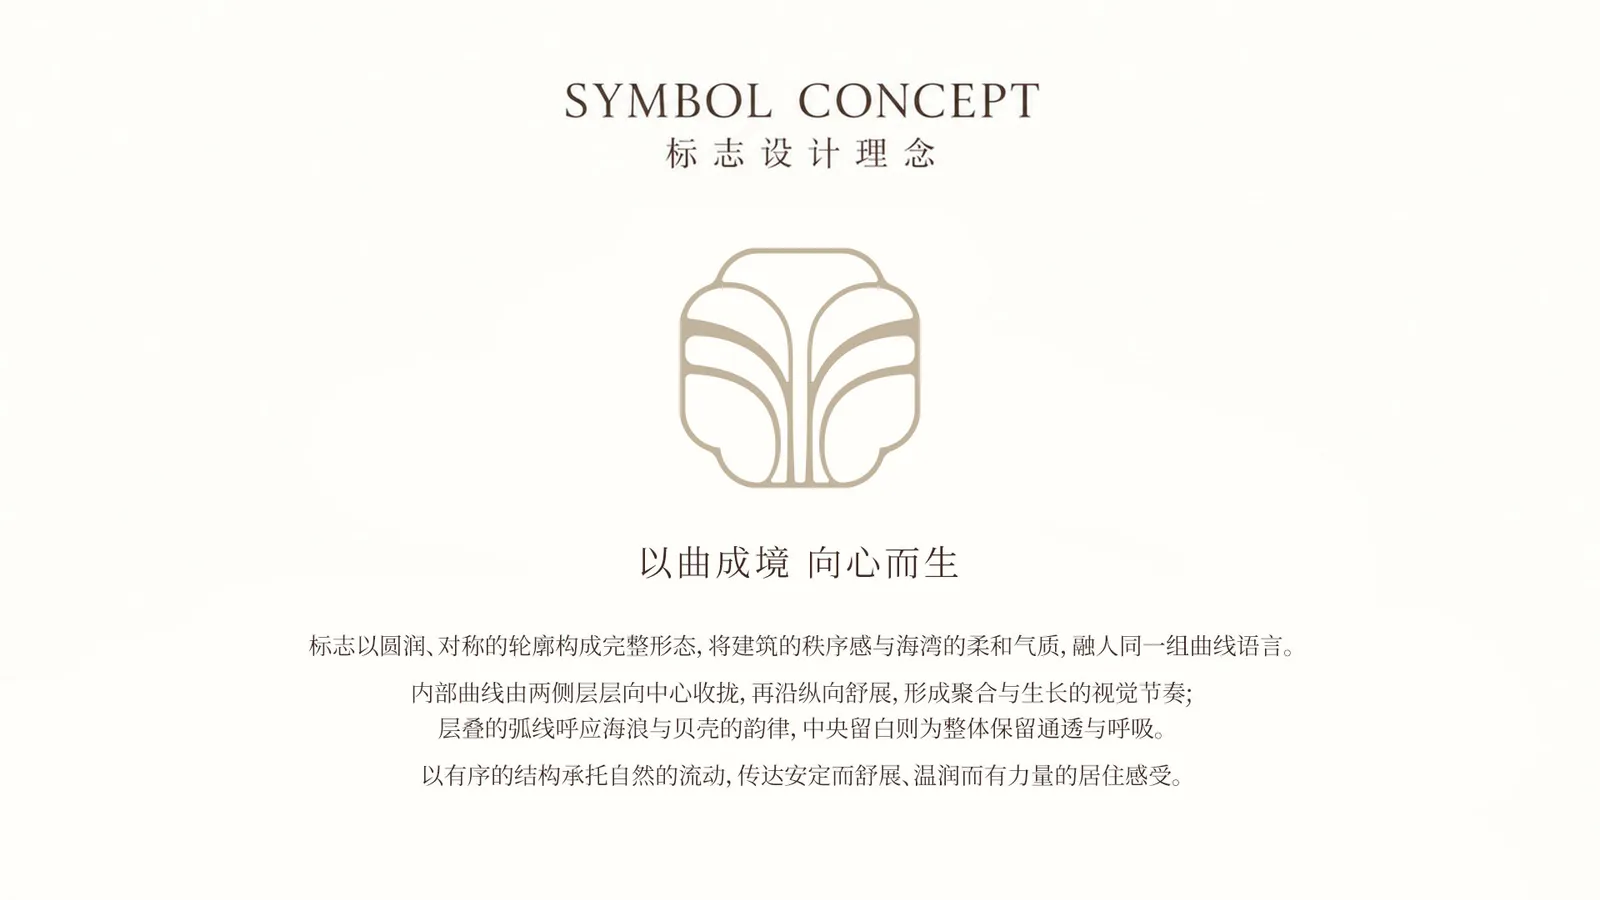 SYMBOL CONCEPT
标志设计理念
以曲成境 向心而生
标志以圆润、对称的轮廓构成完整形态, 将建筑的秩序感与海湾的柔和气质, 融人同一组曲线语言。
内部曲线由两侧层层向中心收拢, 再沿纵向舒展, 形成聚合与生长的视觉节奏;
层叠的弧线呼应海浪与贝壳的韵律, 中央留白则为整体保留通透与呼吸。
以有序的结构承托自然的流动, 传达安定而舒展、温润而有力量的居住感受。